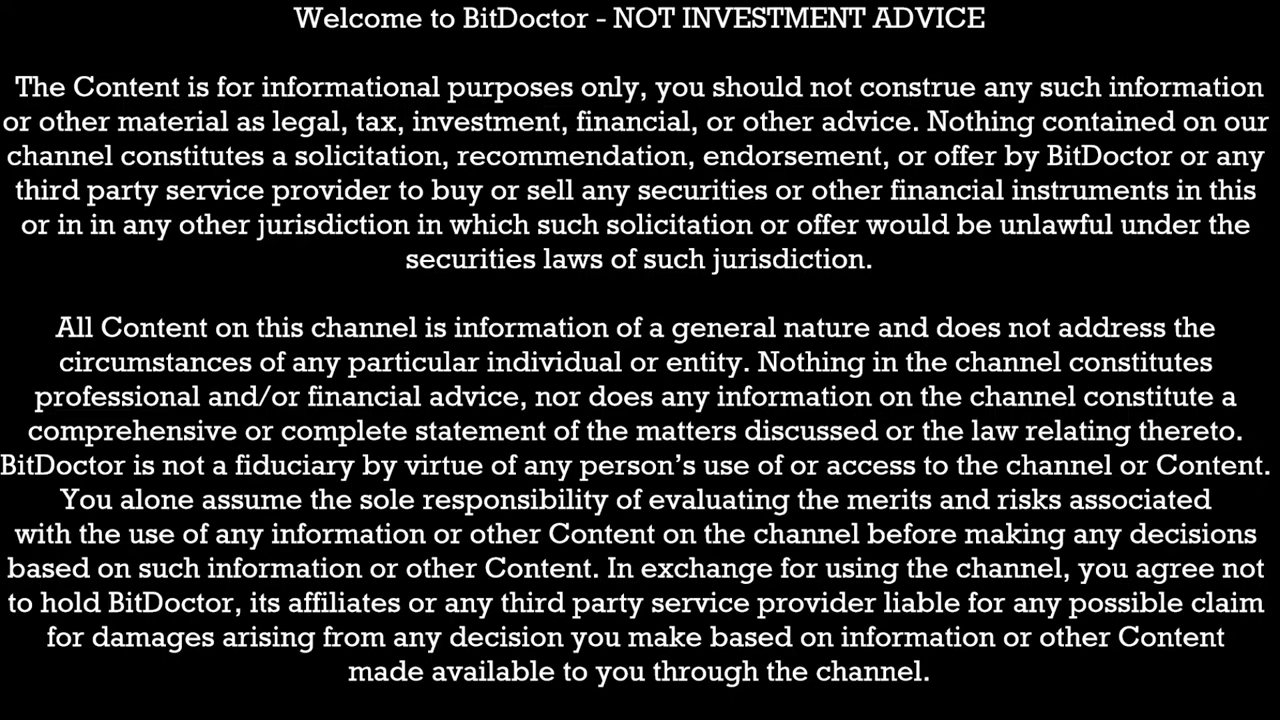 Welcome to BitDoctor - NOT INVESTMENT ADVICE
The Content is for informational purposes only, you should not construe any such information
or other material as legal, tax, investment, financial, or other advice. Nothing contained on our
channel constitutes a solicitation, recommendation, endorsement, or offer by BitDoctor or any
third party service provider to buy or sell any securities or other financial instruments in this
or in in any other jurisdiction in which such solicitation or offer would be unlawful under the
securities laws of such jurisdiction.
All Content on this channel is information of a general nature and does not address the
circumstances of any particular individual or entity. Nothing in the channel constitutes
professional and/or financial advice, nor does any information on the channel constitute a
comprehensive or complete statement of the matters discussed or the law relating thereto.
BitDoctor is not a fiduciary by virtue of any person’s use of or access to the channel or Content.
You alone assume the sole responsibility of evaluating the merits and risks associated
with the use of any information or other Content on the channel before making any decisions
based on such information or other Content. In exchange for using the channel, you agree not
to hold BitDoctor, its affiliates or any third party service provider liable for any possible claim
for damages arising from any decision you make based on information or other Content
made available to you through the channel.